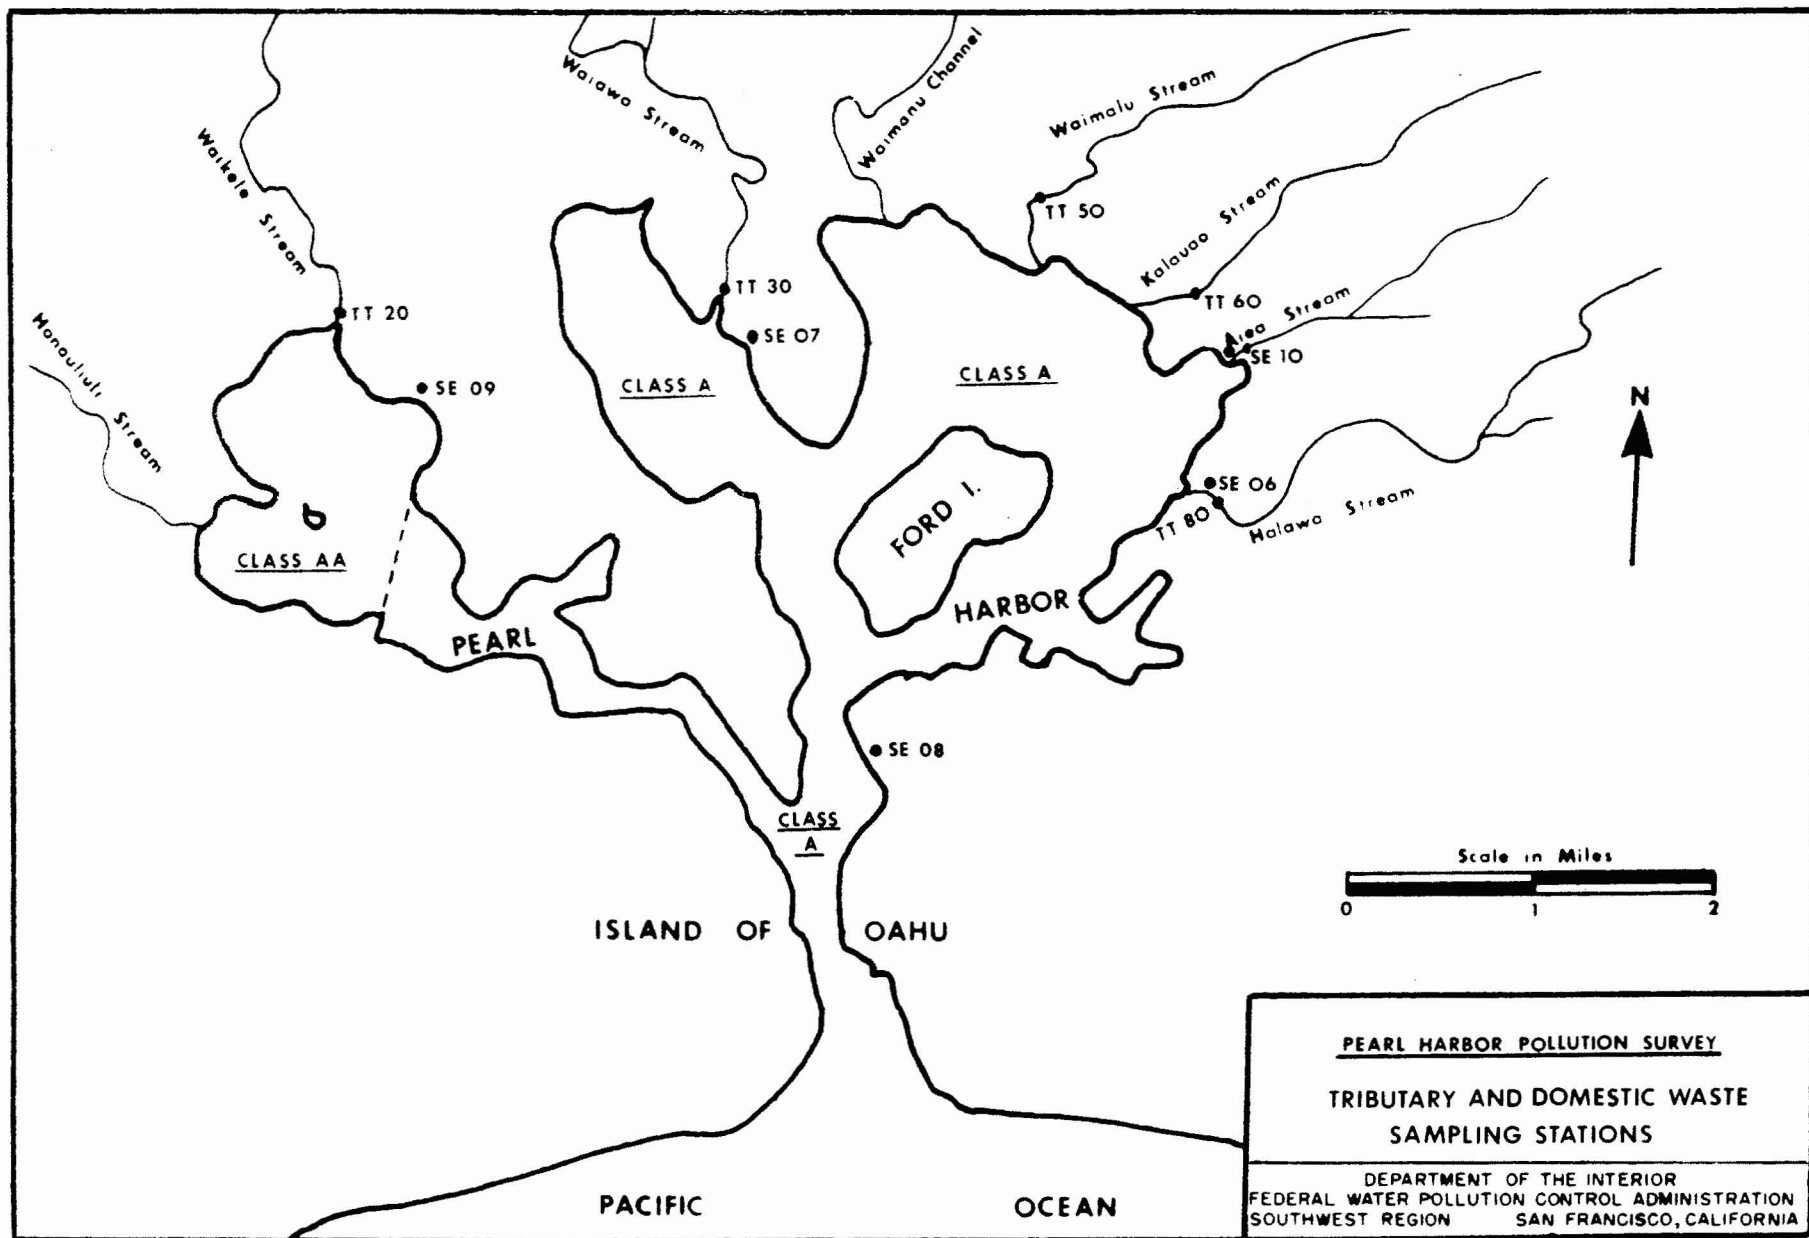 Waiawa Stream
Waimanu Channel
Waimalu Stream
Waikele Stream
TT 50
Kalauao Stream
TT 30
TT 60
TT 20
Aiea Stream
Honouliuli Stream
SE 07
SE 10
CLASS A
CLASS A
SE 09
N
SE 06
FORD I.
TT 80
Halawa Stream
CLASS AA
HARBOR
PEARL
SE 08
CLASS
A
Scale in Miles
0 1 2
ISLAND OF OAHU
PEARL HARBOR POLLUTION SURVEY
TRIBUTARY AND DOMESTIC WASTE
SAMPLING STATIONS
DEPARTMENT OF THE INTERIOR
FEDERAL WATER POLLUTION CONTROL ADMINISTRATION
SOUTHWEST REGION SAN FRANCISCO, CALIFORNIA
PACIFIC OCEAN